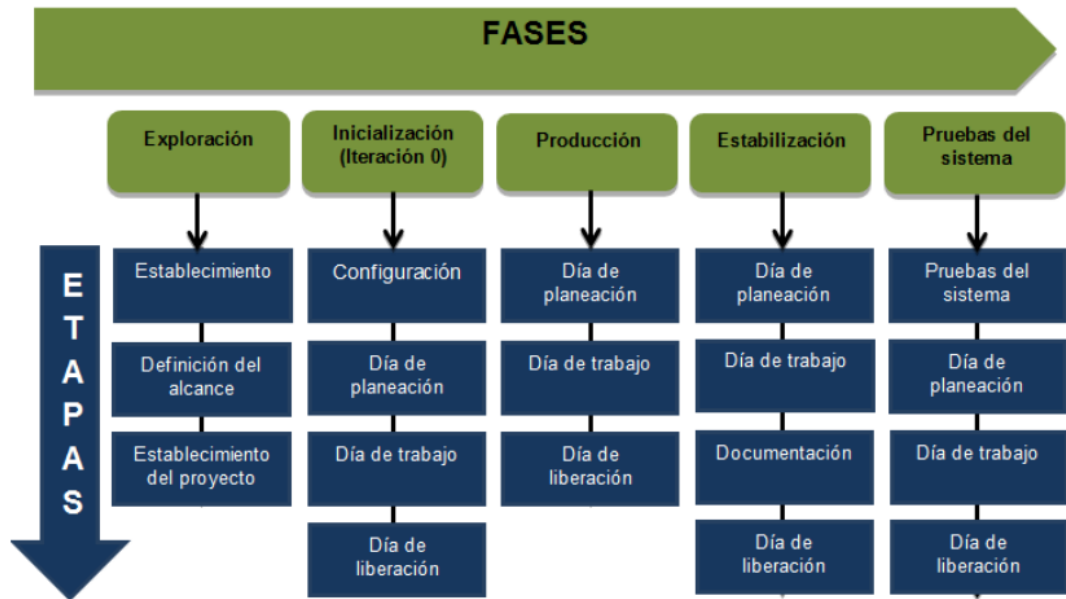 FASES
Exploración
Inicialización
(Iteración 0)
Producción
Estabilización
Pruebas del
sistema
ETAPAS
Establecimiento
Definición del
alcance
Establecimiento
del proyecto
Configuración
Día de
planeación
Día de trabajo
Día de
liberación
Día de
planeación
Día de trabajo
Día de
liberación
Día de
planeación
Día de trabajo
Documentación
Día de
liberación
Pruebas del
sistema
Día de
planeación
Día de trabajo
Día de
liberación